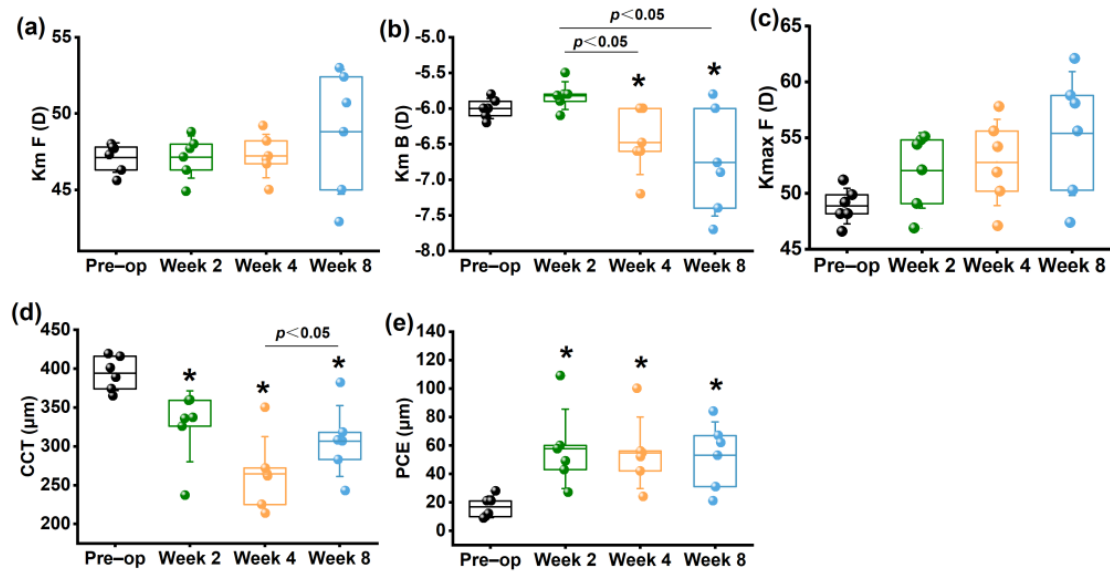 (a)
55
50
45
Km F (D)
Pre–op Week 2 Week 4 Week 8
(b)
p<0.05
p<0.05
-5.0
-5.5
-6.0
-6.5
-7.0
-7.5
-8.0
Km B (D)
*
*
Pre–op Week 2 Week 4 Week 8
(c)
65
60
55
50
45
Kmax F (D)
Pre–op Week 2 Week 4 Week 8
(d)
450
400
350
300
250
200
CCT (μm)
p<0.05
*
*
*
Pre–op Week 2 Week 4 Week 8
(e)
140
120
100
80
60
40
20
0
PCE (μm)
*
*
*
Pre–op Week 2 Week 4 Week 8